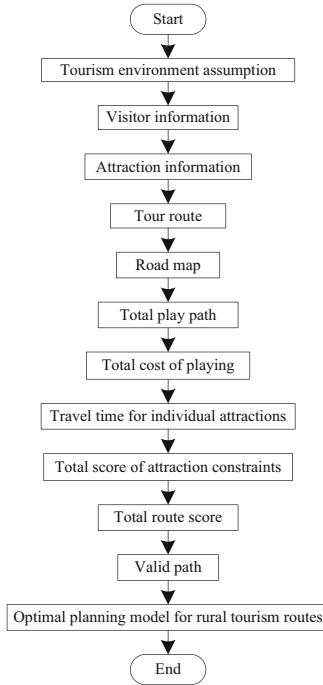 Start
Tourism environment assumption
Visitor information
Attraction information
Tour route
Road map
Total play path
Total cost of playing
Travel time for individual attractions
Total score of attraction constraints
Total route score
Valid path
Optimal planning model for rural tourism routes
End